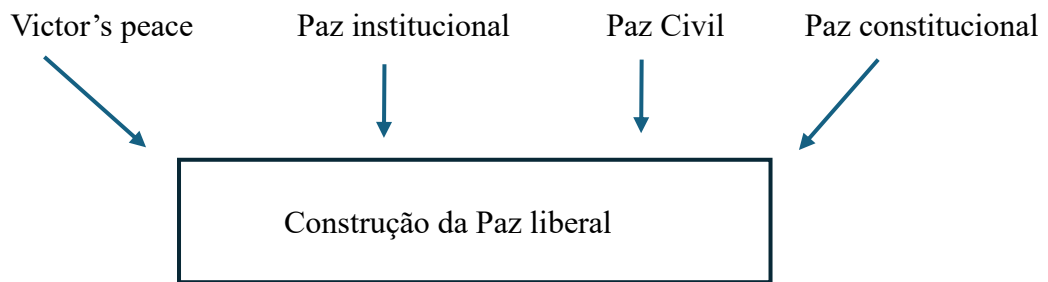 Victor’s peace Paz institucional Paz Civil Paz constitucional
Construção da Paz liberal